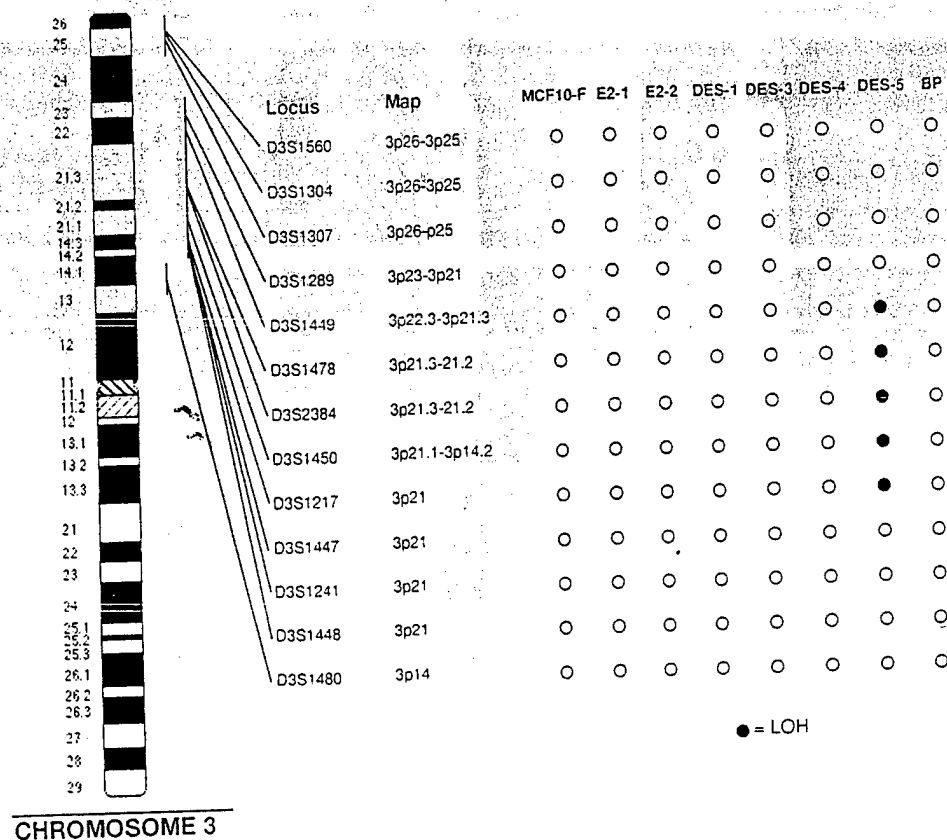 MCF10-F E2-1 E2-2 DES-1 DES-3 DES-4 DES-5 BP
Locus Map
D3S1560 3p26-3p25
D3S1304 3p26-3p25
D3S1307 3p26-p25
D3S1289 3p23-3p21
D3S1449 3p22.3-3p21.3
D3S1478 3p21.3-21.2
D3S2384 3p21.3-21.2
D3S1450 3p21.1-3p14.2
D3S1217 3p21
D3S1447 3p21
D3S1241 3p21
D3S1448 3p21
D3S1480 3p14
= LOH
26
25
24
23
22
21.3
21.2
21.1
14.3
14.2
14.1
13
12
11
11.1
11.2
12
13.1
13.2
13.3
21
22
23
24
25.1
25.2
25.3
26.1
26.2
26.3
27
28
29
CHROMOSOME 3